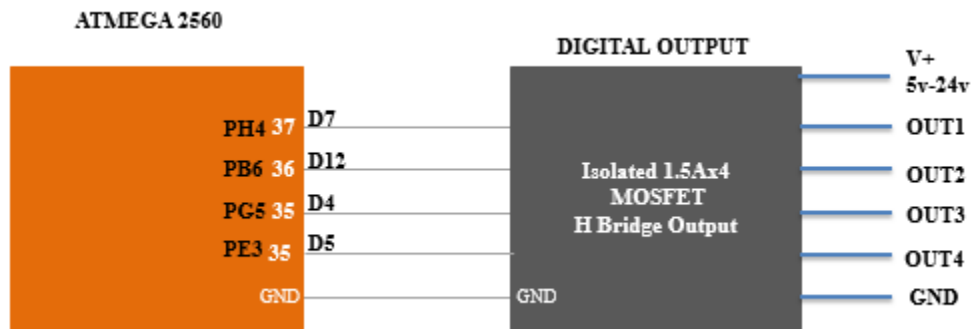 ATMEGA 2560
DIGITAL OUTPUT
V+
5v-24v
PH4 37 D7
OUT1
PB6 36 D12
Isolated 1.5Ax4
MOSFET
H Bridge Output
OUT2
PG5 35 D4
OUT3
PE3 35 D5
OUT4
GND
GND
GND